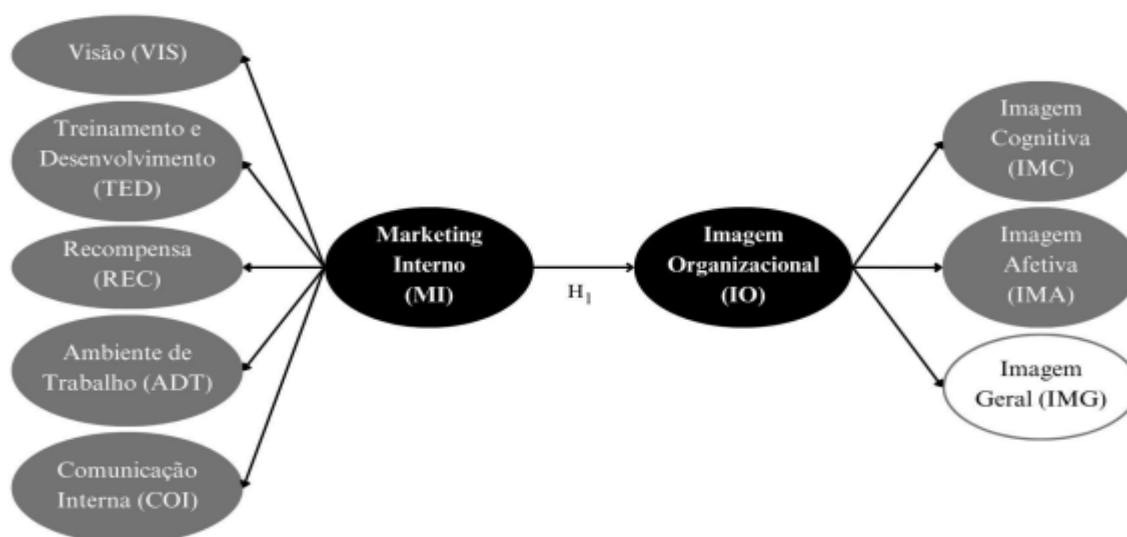 Visão (VIS)
Treinamento e
Desenvolvimento
(TED)
Recompensa
(REC)
Ambiente de
Trabalho (ADT)
Comunicação
Interna (COI)
Marketing
Interno
(MI)
H1
Imagem
Organizacional
(IO)
Imagem
Cognitiva
(IMC)
Imagem
Afetiva
(IMA)
Imagem
Geral (IMG)